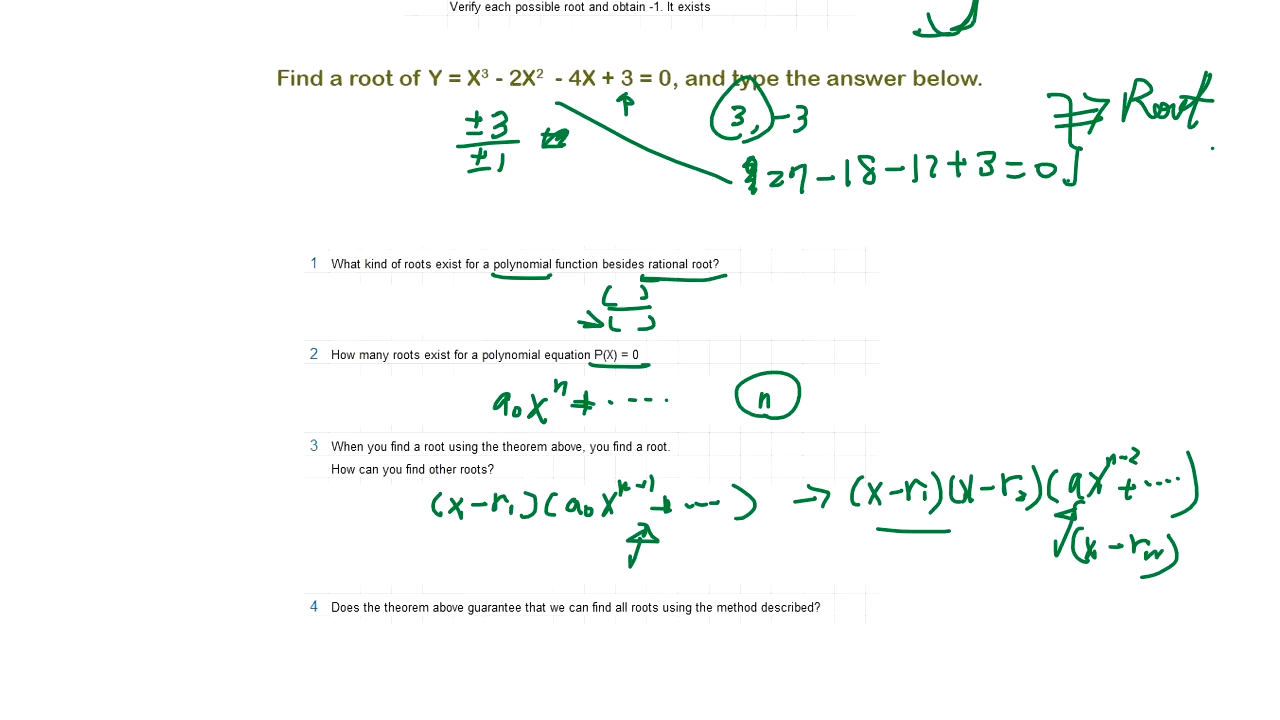 Verify each possible root and obtain -1. It exists
Find a root of Y = X³ - 2X² - 4X + 3 = 0, and type the answer below.
±3
±1
3, -3
27 - 18 - 12 + 3 = 0
⇒ Root
1 What kind of roots exist for a polynomial function besides rational root?
( )
→ ( )
2 How many roots exist for a polynomial equation P(X) = 0
a₀xⁿ + ····
n
3 When you find a root using the theorem above, you find a root.
How can you find other roots?
(x - r₁)(a₀xⁿ⁻¹ + ···) → (x - r₁)(x - r₂)(axⁿ⁻² + ····)
(x - rₙ)
4 Does the theorem above guarantee that we can find all roots using the method described?